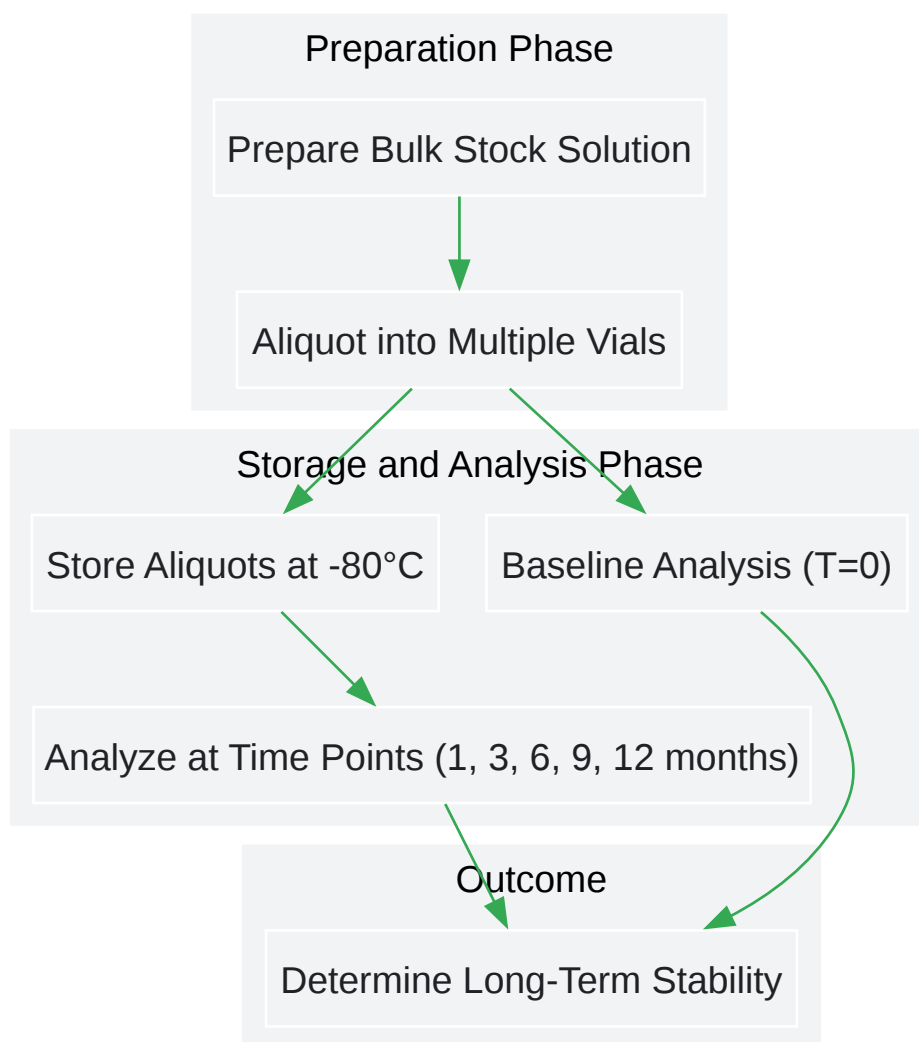 Preparation Phase
Prepare Bulk Stock Solution
Aliquot into Multiple Vials
Storage and Analysis Phase
Store Aliquots at -80°C
Baseline Analysis (T=0)
Analyze at Time Points (1, 3, 6, 9, 12 months)
Outcome
Determine Long-Term Stability